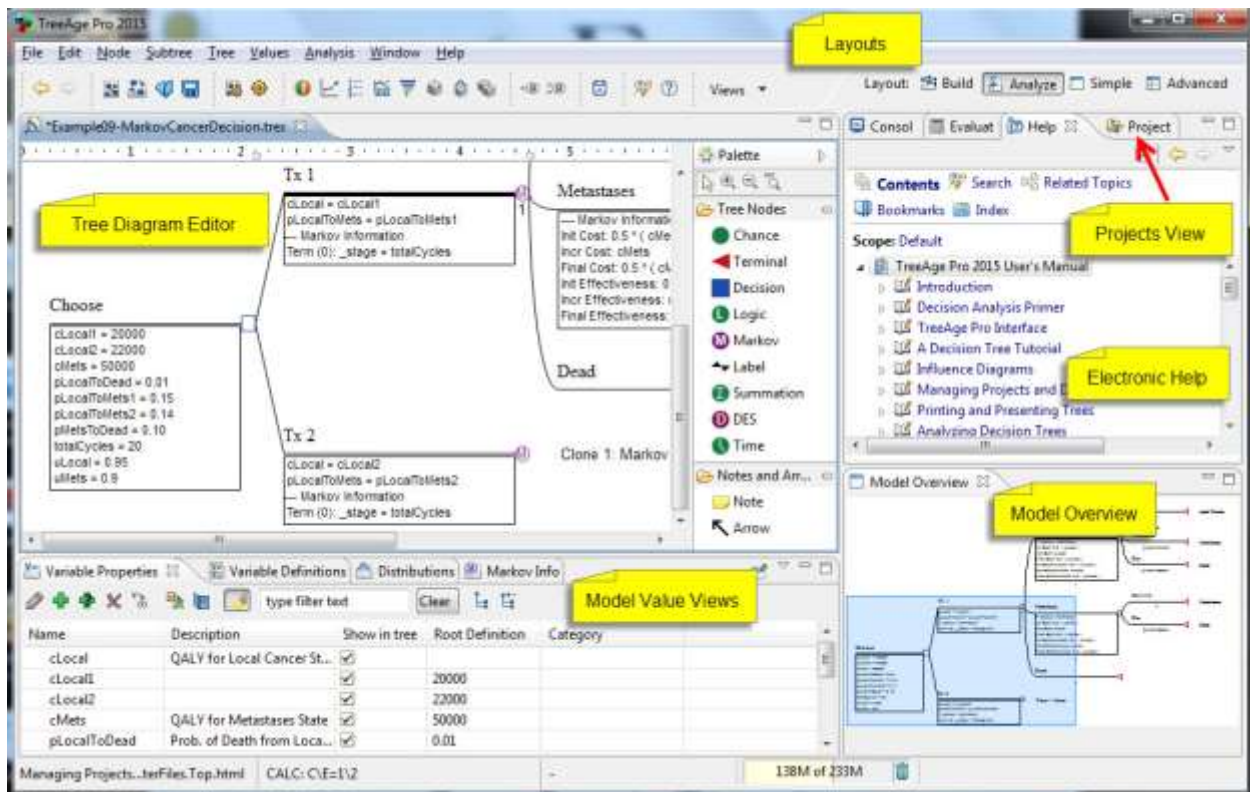 TreeAge Pro 2015
File Edit Node Subtree Tree Values Analysis Window Help
Layouts
Views
Layout: Build Analyze Simple Advanced
*Example09-MarkovCancerDecision.trex
Consol Evaluat Help Project
1 2 3 4 5
Tree Diagram Editor
Tx 1
cLocal = cLocal1
pLocalToMets = pLocalToMets1
--- Markov Information
Term (0): _stage = totalCycles
1
Metastases
--- Markov Informati
Init Cost: 0.5 * ( cMe
Incr Cost: cMets
Final Cost: 0.5 * ( cM
Init Effectiveness: 0
Incr Effectiveness:
Final Effectiveness:
Dead
Choose
cLocal1 = 20000
cLocal2 = 22000
cMets = 50000
pLocalToDead = 0.01
pLocalToMets1 = 0.15
pLocalToMets2 = 0.14
pMetsToDead = 0.10
totalCycles = 20
uLocal = 0.95
uMets = 0.9
Tx 2
cLocal = cLocal2
pLocalToMets = pLocalToMets2
--- Markov Information
Term (0): _stage = totalCycles
Clone 1: Markov
Palette
Tree Nodes
Chance
Terminal
Decision
Logic
Markov
Label
Summation
DES
Time
Notes and Arr...
Note
Arrow
Contents Search Related Topics
Bookmarks Index
Projects View
Scope: Default
TreeAge Pro 2015 User's Manual
Introduction
Decision Analysis Primer
TreeAge Pro Interface
A Decision Tree Tutorial
Influence Diagrams
Managing Projects and
Printing and Presenting Trees
Analyzing Decision Trees
Electronic Help
Model Overview
Model Overview
Variable Properties Variable Definitions Distributions Markov Info
type filter text Clear
Model Value Views
Name Description Show in tree Root Definition Category
cLocal QALY for Local Cancer St...
cLocal1 20000
cLocal2 22000
cMets QALY for Metastases State 50000
pLocalToDead Prob. of Death from Loca... 0.01
Managing Projects...terFiles.Top.html CALC: C\E=1\2 - 138M of 233M